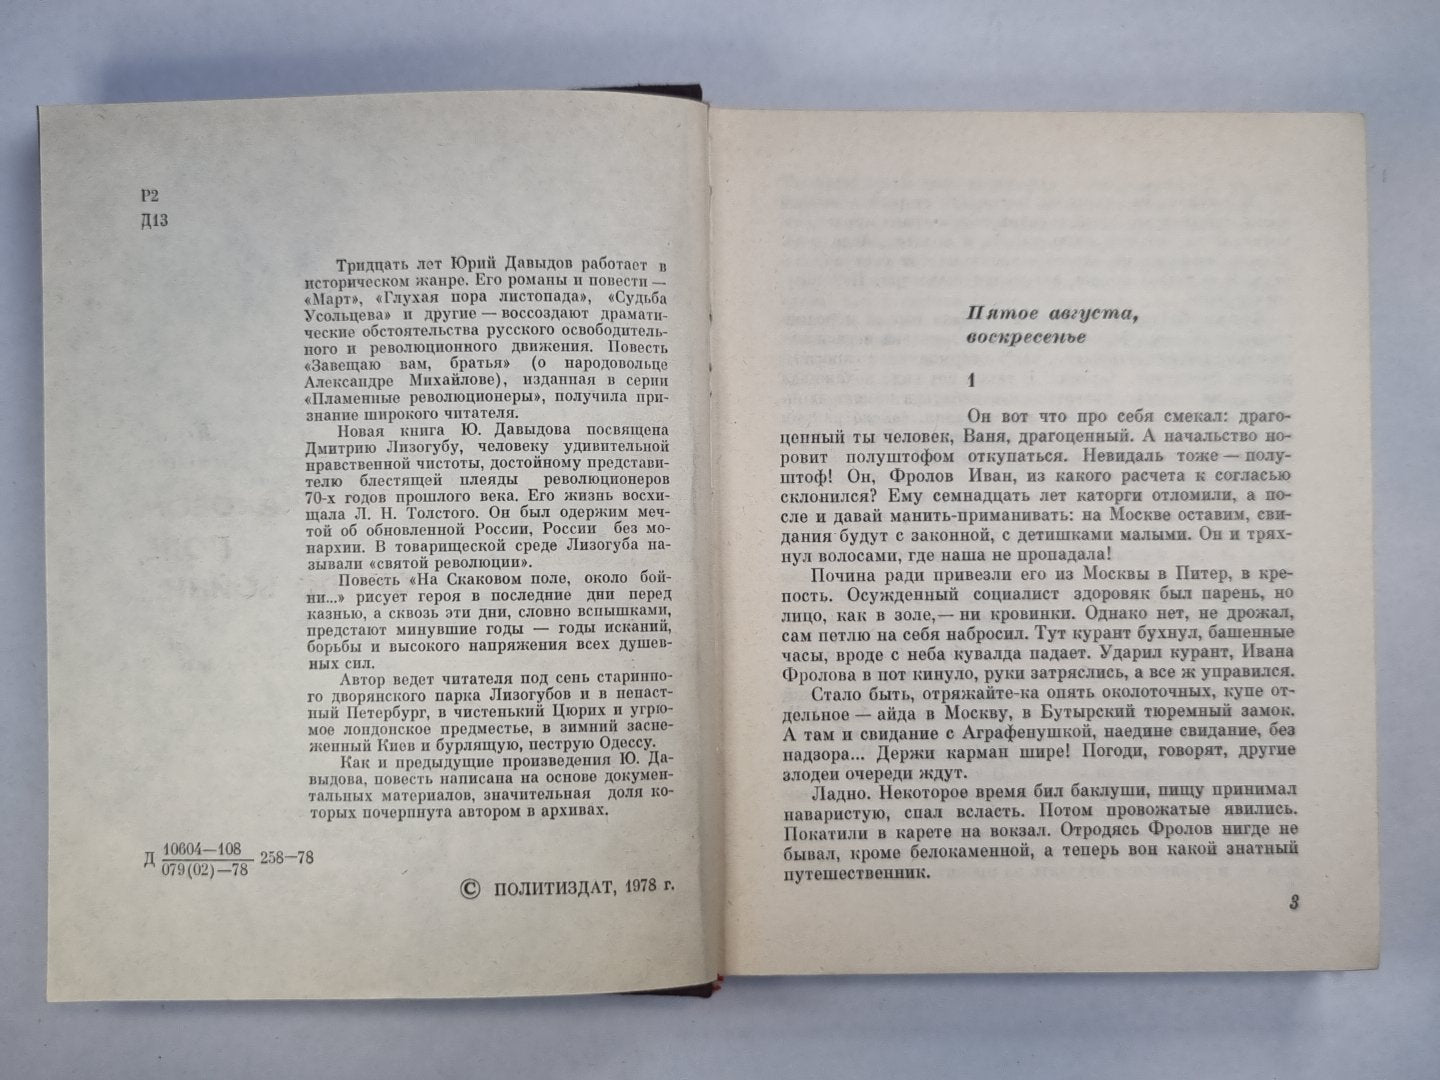 Р2
Д13
Тридцать лет Юрий Давыдов работает в
историческом жанре. Его романы и повести —
«Март», «Глухая пора листопада», «Судьба
Усольцева» и другие — воссоздают драмати-
ческие обстоятельства русского освободитель-
ного и революционного движения. Повесть
«Завещаю вам, братья» (о народовольце
Александре Михайлове), изданная в серии
«Пламенные революционеры», получила при-
знание широкого читателя.
Новая книга Ю. Давыдова посвящена
Дмитрию Лизогубу, человеку удивительной
нравственной чистоты, достойному представи-
телю блестящей плеяды революционеров
70-х годов прошлого века. Его жизнь восхи-
щала Л. Н. Толстого. Он был одержим меч-
той об обновленной России, России без мо-
нархии. В товарищеской среде Лизогуба на-
зывали «святой революции».
Повесть «На Скаковом поле, около бой-
ни...» рисует героя в последние дни перед
казнью, а сквозь эти дни, словно вспышками,
предстают минувшие годы — годы исканий,
борьбы и высокого напряжения всех душев-
ных сил.
Автор ведет читателя под сень старинно-
го дворянского парка Лизогубов и в ненаст-
ный Петербург, в чистенький Цюрих и угрю-
мое лондонское предместье, в зимний засне-
женный Киев и бурлящую, пеструю Одессу.
Как и предыдущие произведения Ю. Да-
выдова, повесть написана на основе докумен-
тальных материалов, значительная доля ко-
торых почерпнута автором в архивах.
Д 10604—108
079(02)—78 258—78
© ПОЛИТИЗДАТ, 1978 г.
Пятое августа,
воскресенье
1
Он вот что про себя смекал: драго-
ценный ты человек, Ваня, драгоценный. А начальство но-
ровит полуштофом откупаться. Невидаль тоже — полу-
штоф! Он, Фролов Иван, из какого расчета к согласью
склонился? Ему семнадцать лет каторги отломили, а по-
сле и давай манить-приманивать: на Москве оставим, сви-
дания будут с законной, с детишками малыми. Он и трях-
нул волосами, где наша не пропадала!
Почина ради привезли его из Москвы в Питер, в кре-
пость. Осужденный социалист здоровяк был парень, но
лицо, как в золе,— ни кровинки. Однако нет, не дрожал,
сам петлю на себя набросил. Тут курант бухнул, башенные
часы, вроде с неба кувалда падает. Ударил курант, Ивана
Фролова в пот кинуло, руки затряслись, а все ж управился.
Стало быть, отряжайте-ка опять околоточных, купе от-
дельное — айда в Москву, в Бутырский тюремный замок.
А там и свидание с Аграфенушкой, наедине свидание, без
надзора... Держи карман шире! Погоди, говорят, другие
злодеи очереди ждут.
Ладно. Некоторое время бил баклуши, пищу принимал
наваристую, спал всласть. Потом провожатые явились.
Покатили в карете на вокзал. Отродясь Фролов нигде не
бывал, кроме белокаменной, а теперь вон какой знатный
путешественник.
3